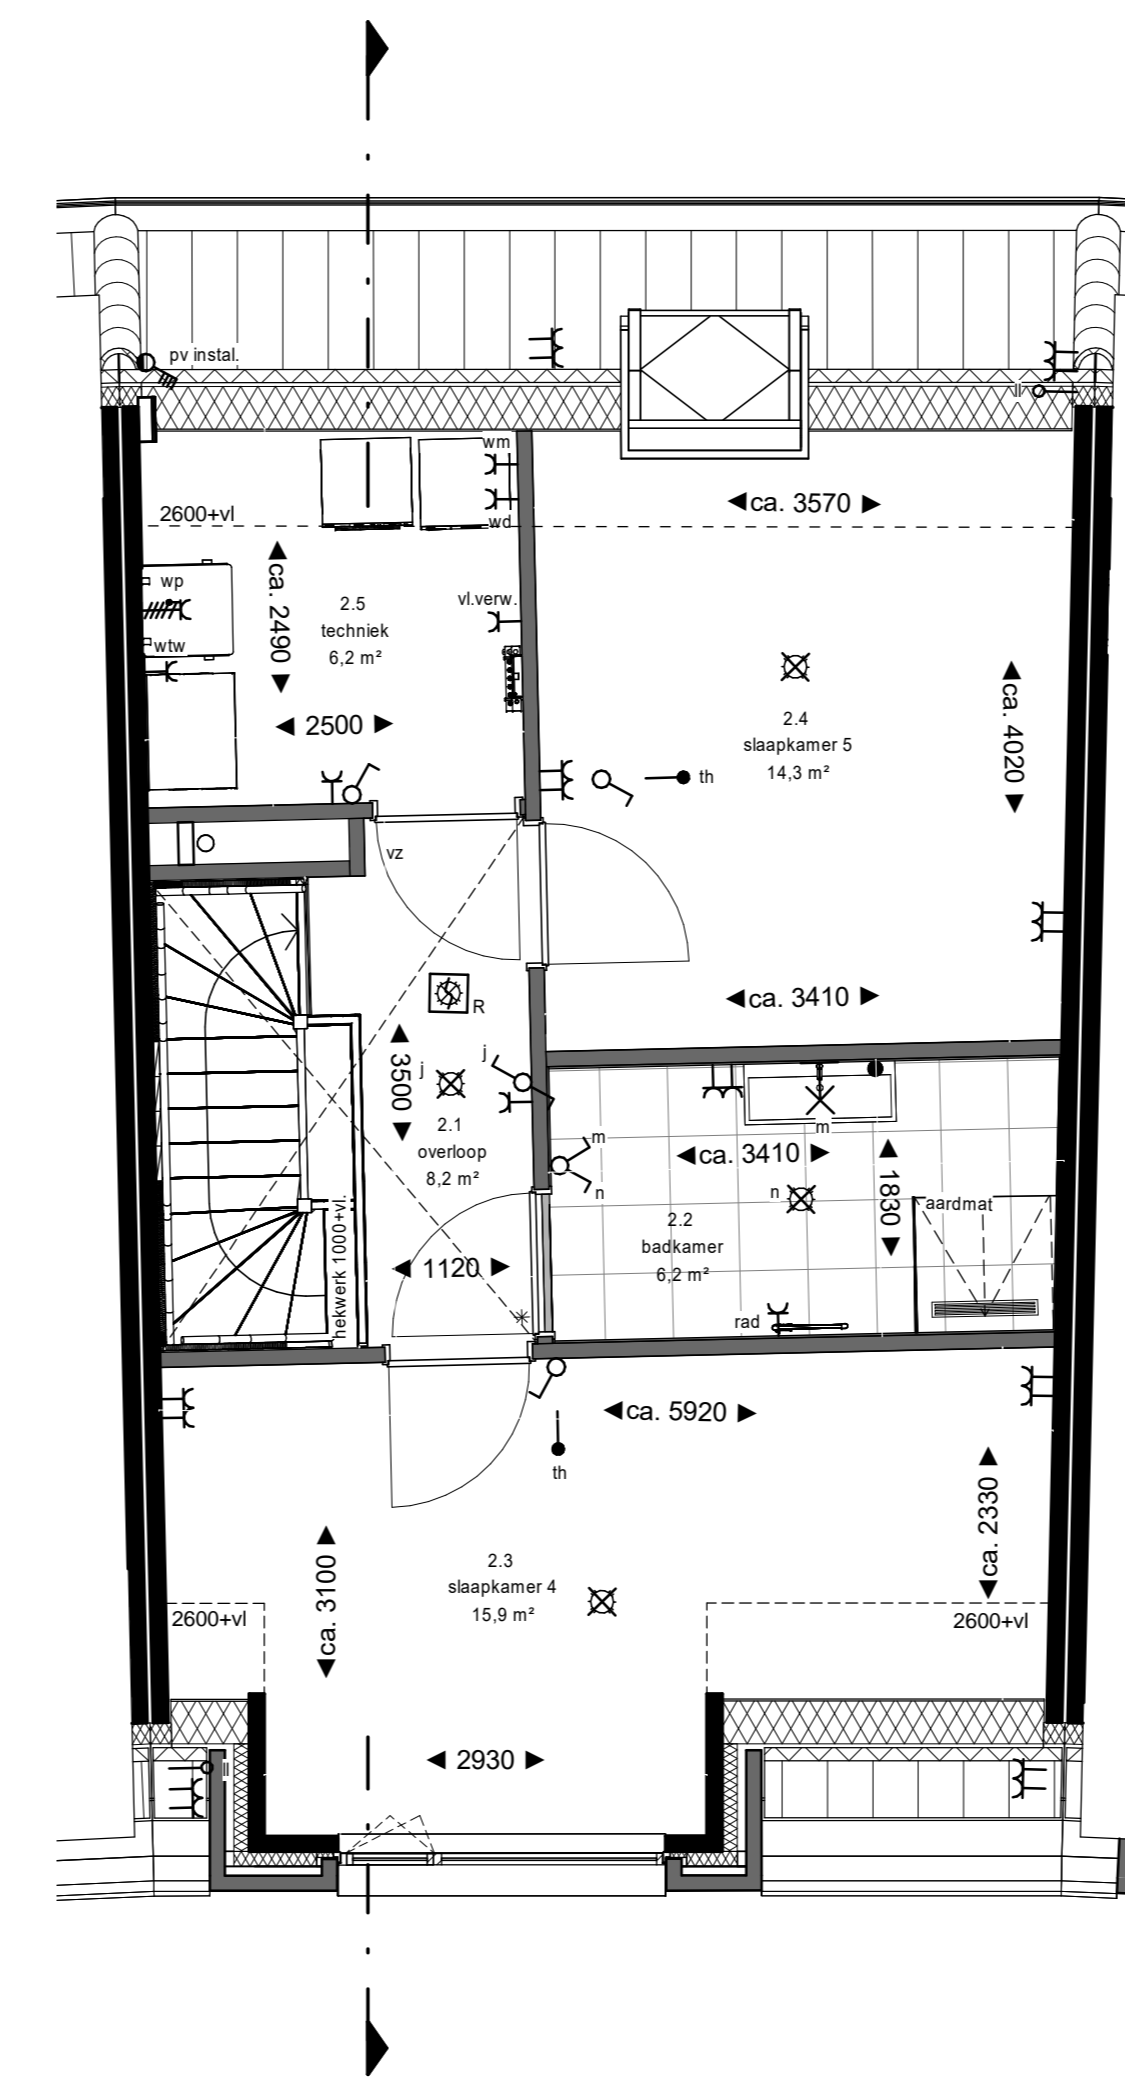 pv instal.
ll
wm
wd
2600+vl
ca. 3570
wp
wtw
ca. 2490
2.5
techniek
6,2 m²
vl.verw.
2500
2.4
slaapkamer 5
14,3 m²
ca. 4020
th
vz
R
ca. 3410
3500
j
j
2.1
overloop
8,2 m²
m
n
ca. 3410
m
n
1830
2.2
badkamer
6,2 m²
aardmat
hekwerk 1000+vl.
1120
rad
ca. 5920
th
ca. 2330
ca. 3100
2.3
slaapkamer 4
15,9 m²
2600+vl
2600+vl
2930
ll